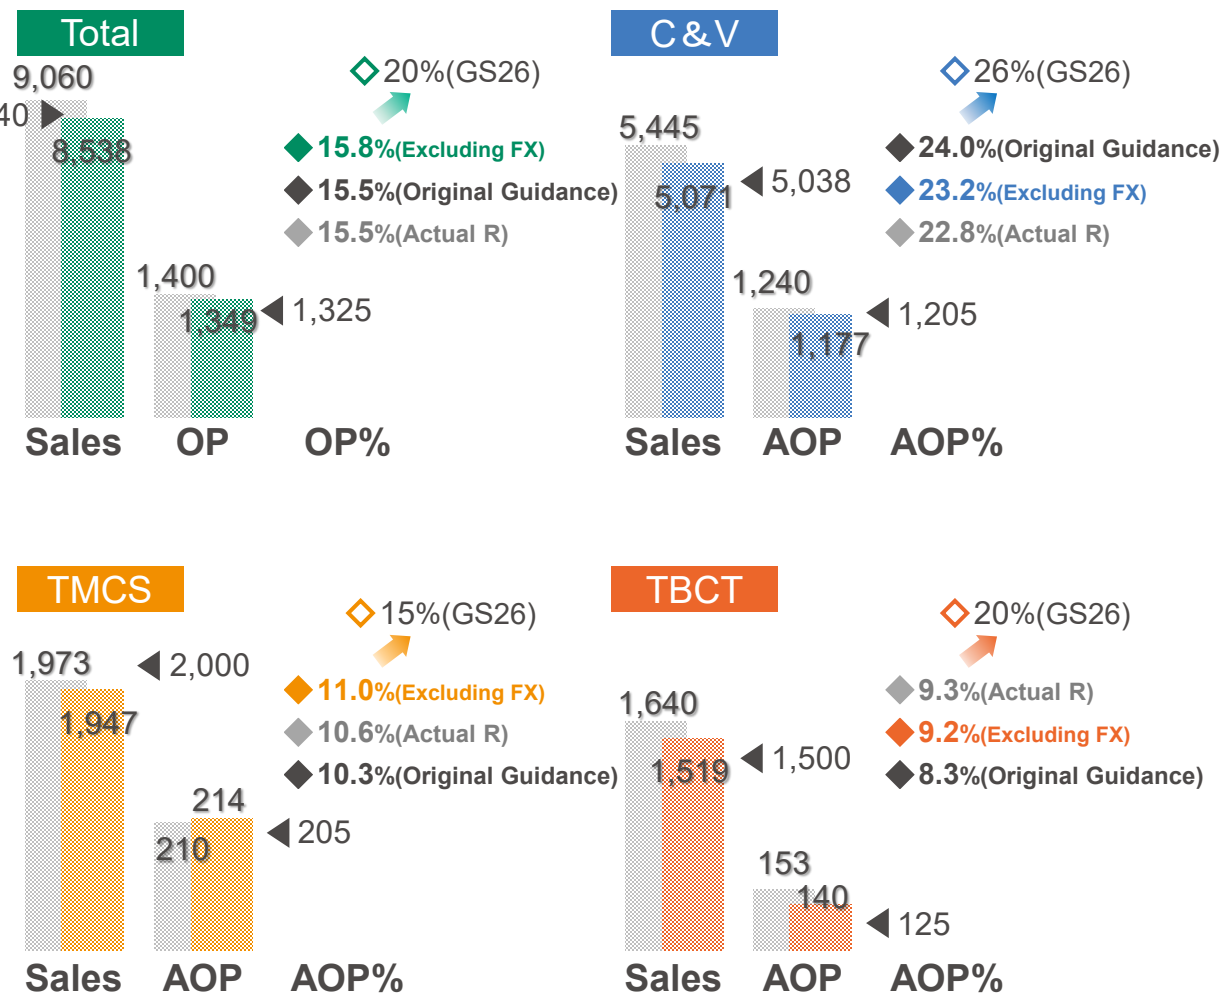 Total
9,060
40
8,538
1,400
1,349
1,325
20%(GS26)
15.8%(Excluding FX)
15.5%(Original Guidance)
15.5%(Actual R)
Sales OP OP%
C&V
5,445
5,071
5,038
1,240
1,177
1,205
26%(GS26)
24.0%(Original Guidance)
23.2%(Excluding FX)
22.8%(Actual R)
Sales AOP AOP%
TMCS
1,973
1,947
2,000
210
214
205
15%(GS26)
11.0%(Excluding FX)
10.6%(Actual R)
10.3%(Original Guidance)
Sales AOP AOP%
TBCT
1,640
1,519
1,500
153
140
125
20%(GS26)
9.3%(Actual R)
9.2%(Excluding FX)
8.3%(Original Guidance)
Sales AOP AOP%